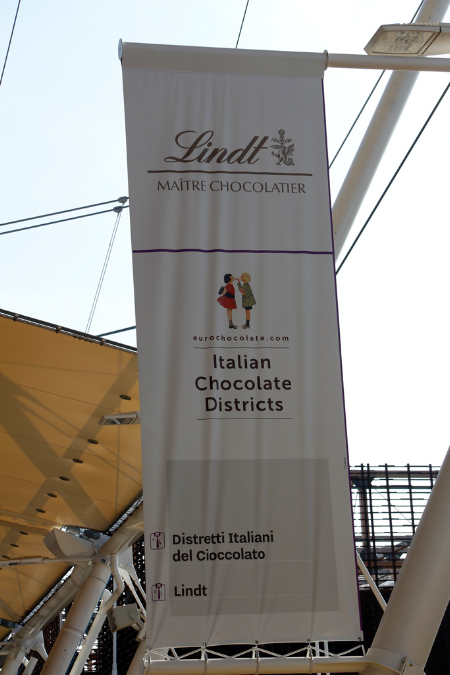 Lindt
MAÎTRE CHOCOLATIER
eurochocolate.com
Italian
Chocolate
Districts
Distretti Italiani
del Cioccolato
Lindt